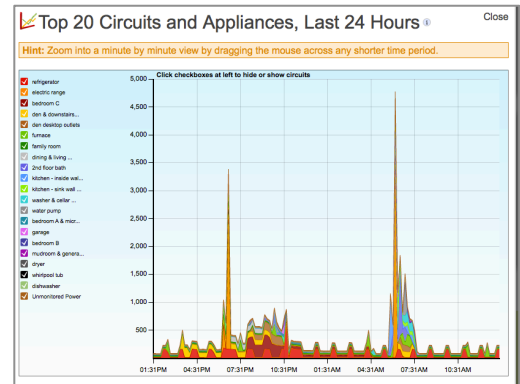 Top 20 Circuits and Appliances, Last 24 Hours
Close
Hint: Zoom into a minute by minute view by dragging the mouse across any shorter time period.
Click checkboxes at left to hide or show circuits
refrigerator
electric range
bedroom C
den & downstairs...
den desktop outlets
furnace
family room
dining & living ...
2nd floor bath
kitchen - inside wal...
kitchen - sink wall ...
washer & cellar ...
water pump
bedroom A & micr...
garage
bedroom B
mudroom & genera...
dryer
whirlpool tub
dishwasher
Unmonitored Power
5,000
4,500
4,000
3,500
3,000
2,500
2,000
1,500
1,000
500
01:31PM 04:31PM 07:31PM 10:31PM 01:31AM 04:31AM 07:31AM 10:31AM